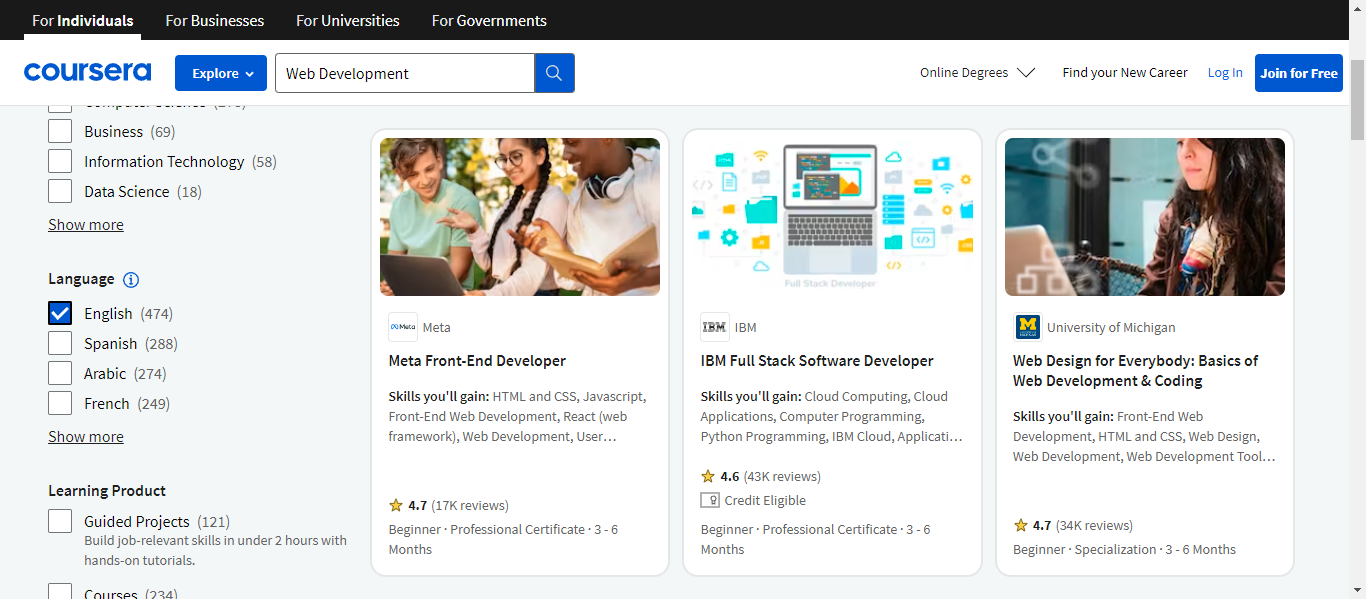 For Individuals
For Businesses
For Universities
For Governments
coursera
Explore
Web Development
Online Degrees
Find your New Career
Log In
Join for Free
Computer Science (276)
Business (69)
Information Technology (58)
Data Science (18)
Show more
Language
English (474)
Spanish (288)
Arabic (274)
French (249)
Show more
Learning Product
Guided Projects (121)
Build job-relevant skills in under 2 hours with
hands-on tutorials.
Courses (234)
Meta
Meta
Meta Front-End Developer
Skills you'll gain: HTML and CSS, Javascript,
Front-End Web Development, React (web
framework), Web Development, User…
4.7 (17K reviews)
Beginner · Professional Certificate · 3 - 6
Months
Full Stack Developer
IBM
IBM
IBM Full Stack Software Developer
Skills you'll gain: Cloud Computing, Cloud
Applications, Computer Programming,
Python Programming, IBM Cloud, Applicati…
4.6 (43K reviews)
Credit Eligible
Beginner · Professional Certificate · 3 - 6
Months
M
University of Michigan
Web Design for Everybody: Basics of
Web Development & Coding
Skills you'll gain: Front-End Web
Development, HTML and CSS, Web Design,
Web Development, Web Development Tool…
4.7 (34K reviews)
Beginner · Specialization · 3 - 6 Months